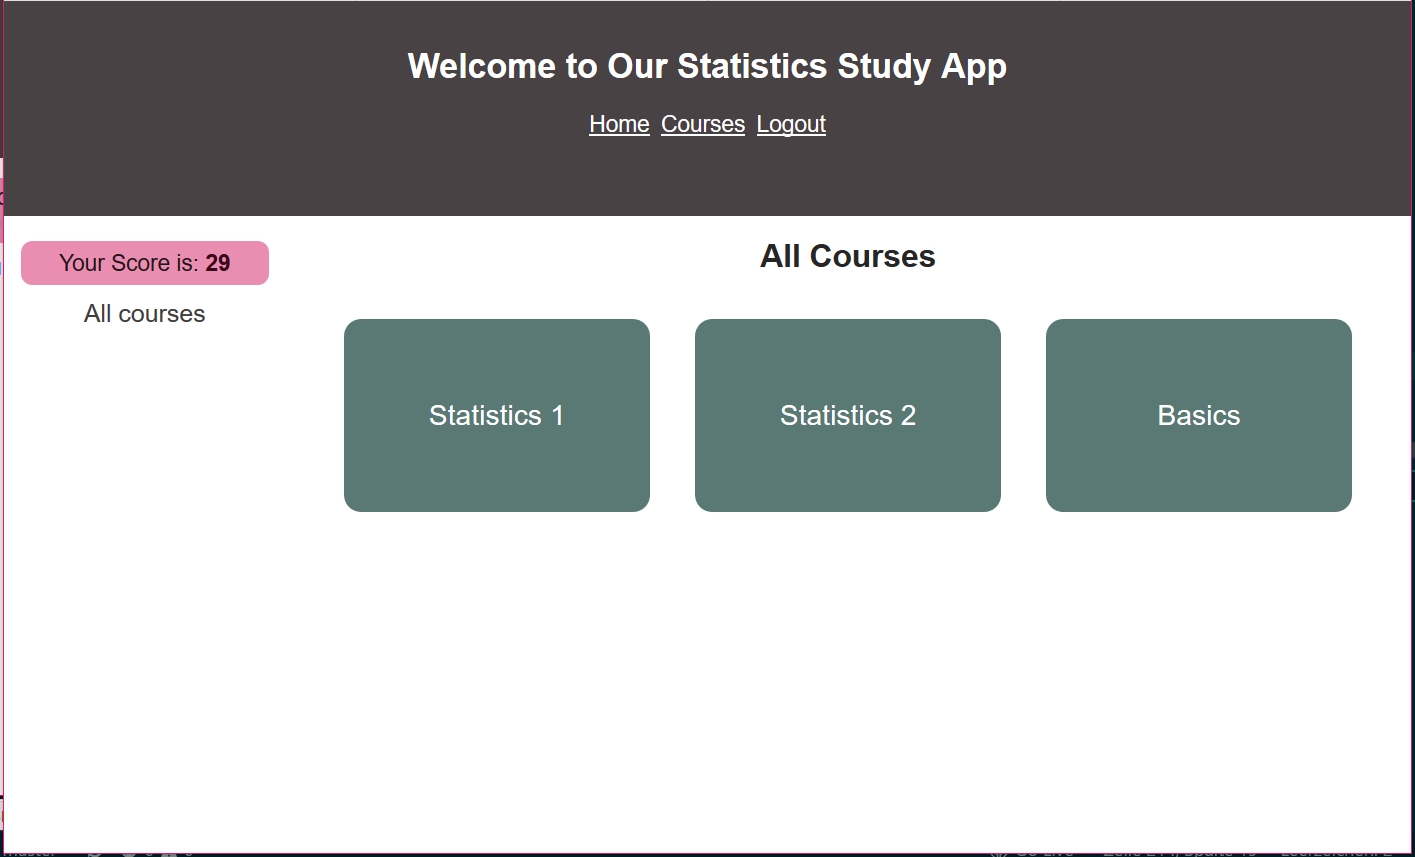 Welcome to Our Statistics Study App
Home Courses Logout
Your Score is: 29
All courses
All Courses
Statistics 1 Statistics 2 Basics